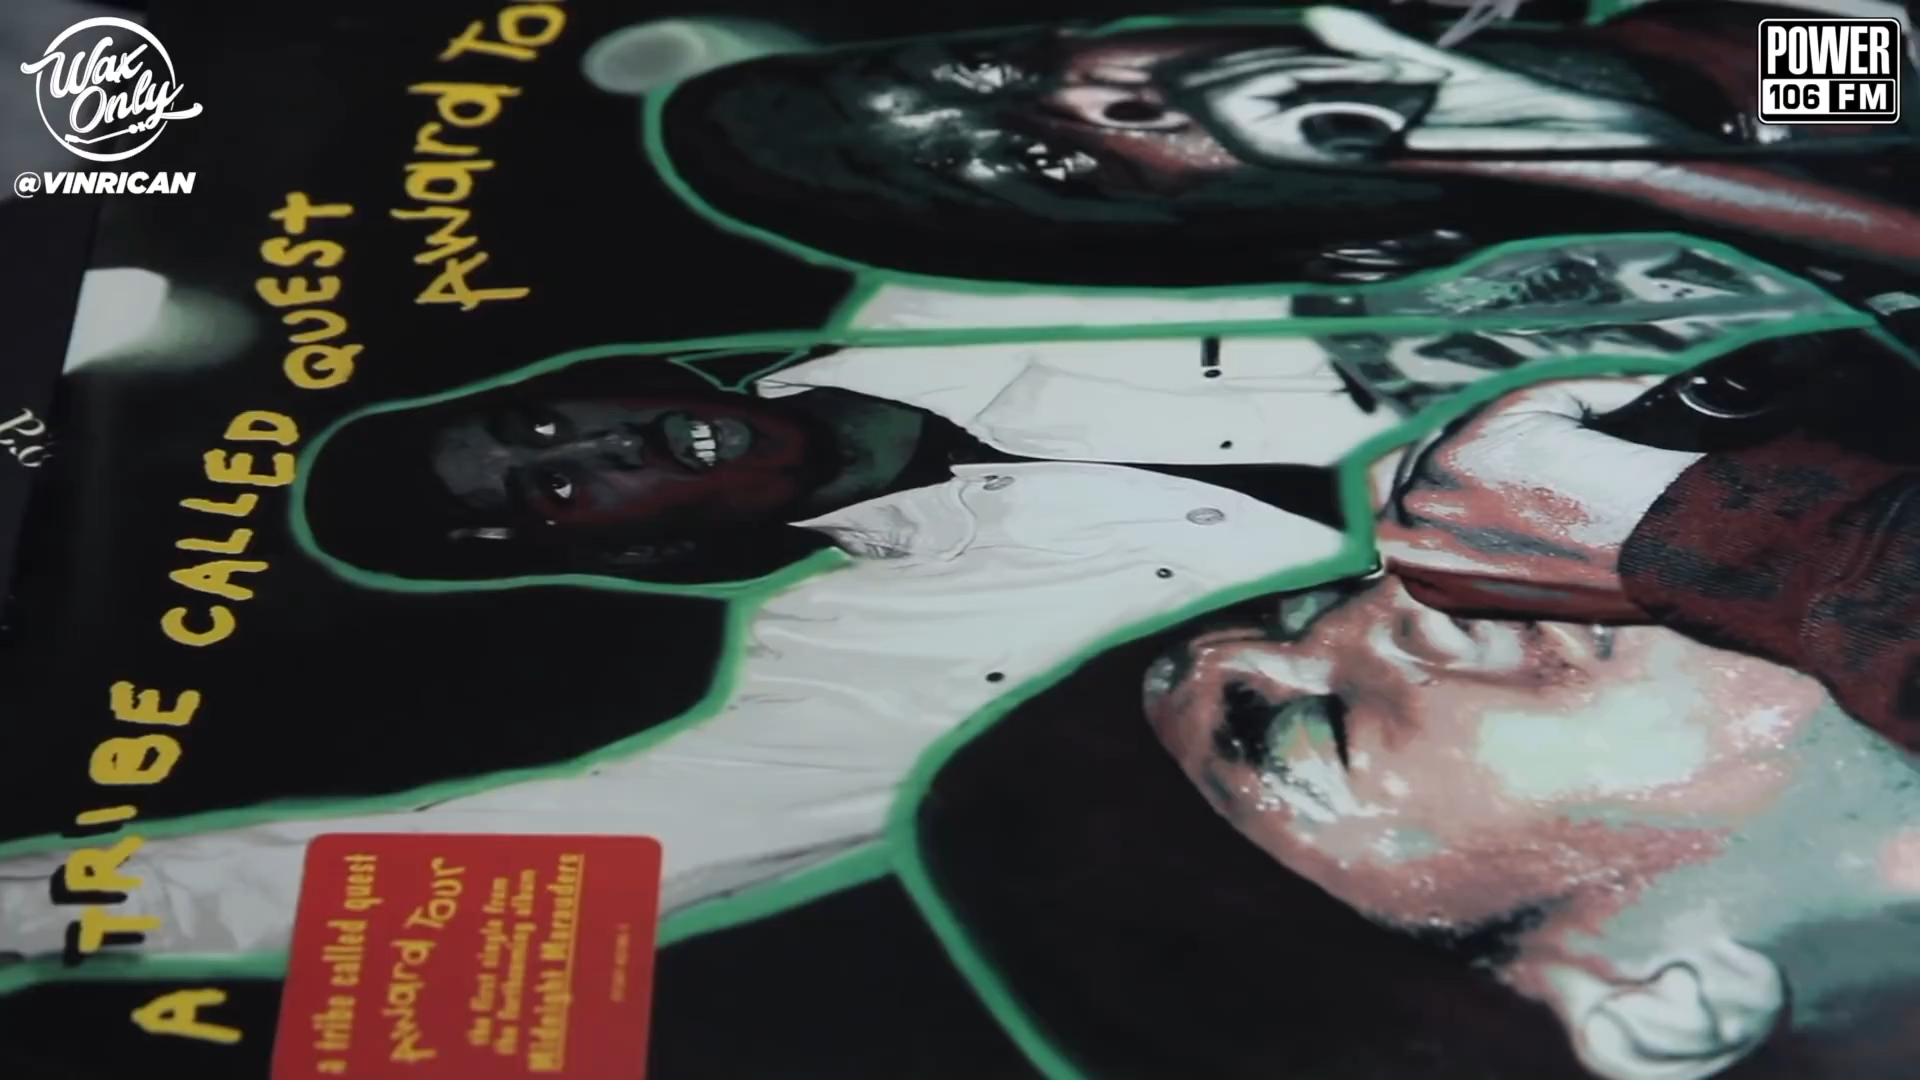 Wax
Only
@VINRICAN
POWER
106 FM
A TRIBE CALLED QUEST
AWard Tou
a tribe called quest
AWard Tour
the first single from
the forthcoming album
Midnight Marauders